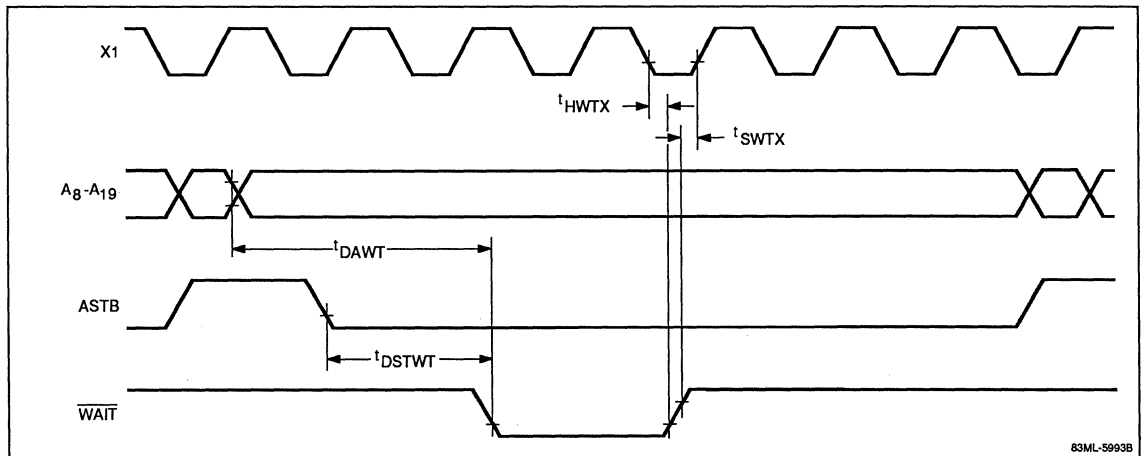 X1
tHWTX
tSWTX
A8-A19
tDAWT
ASTB
tDSTWT
WAIT
83ML-5993B